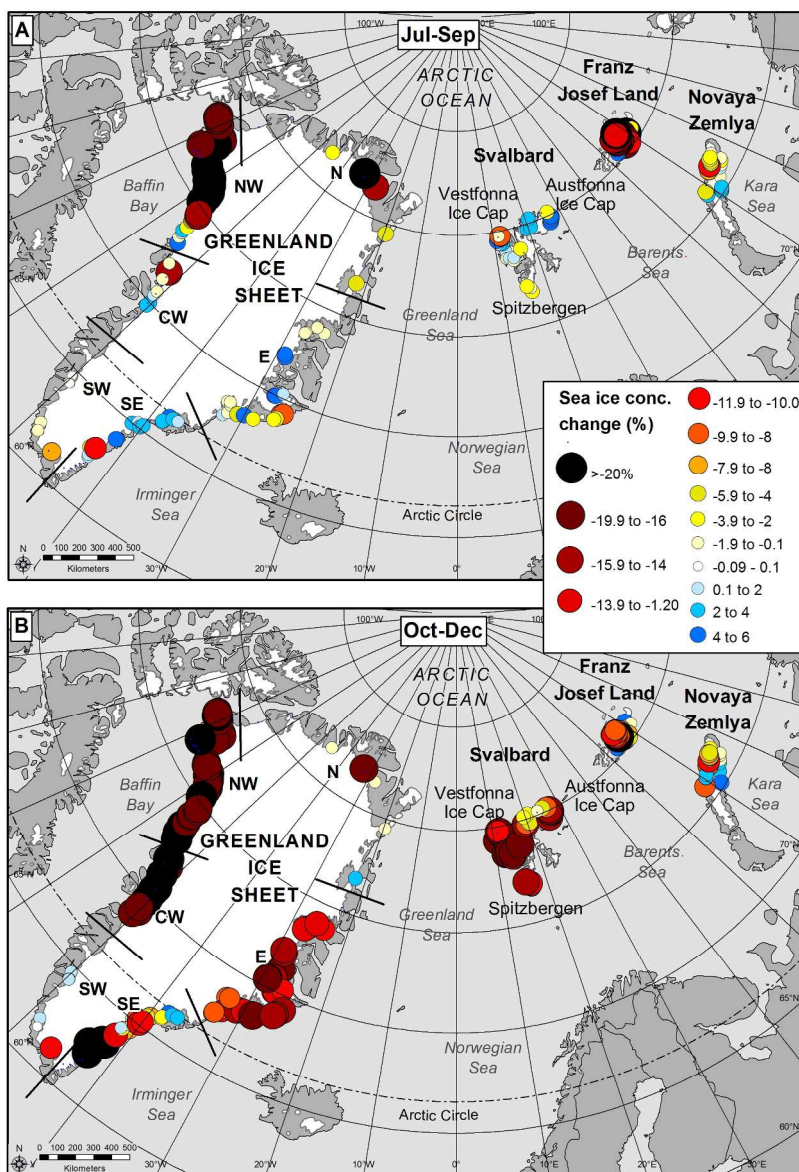 A
Jul-Sep
100°W
100°E
ARCTIC
OCEAN
Franz
Josef Land
Novaya
Zemlya
Svalbard
Vestfonna
Ice Cap
Austfonna
Ice Cap
Kara
Sea
Baffin
Bay
NW
N
GREENLAND
ICE
SHEET
Barents
Sea
65°N
CW
Spitzbergen
Greenland
Sea
70°N
SW
SE
E
60°N
Norwegian
Sea
Irminger
Sea
Arctic Circle
N
0 100 200 300 400 500
Kilometers
30°W
20°W
10°W
0°
10°E
Sea ice conc.
change (%)
>-20%
-19.9 to -16
-15.9 to -14
-13.9 to -1.20
-11.9 to -10.0
-9.9 to -8
-7.9 to -8
-5.9 to -4
-3.9 to -2
-1.9 to -0.1
-0.09 - 0.1
0.1 to 2
2 to 4
4 to 6
B
Oct-Dec
100°W
ARCTIC
OCEAN
Franz
Josef Land
Novaya
Zemlya
Svalbard
Vestfonna
Ice Cap
Austfonna
Ice Cap
Kara
Sea
Baffin
Bay
NW
N
GREENLAND
ICE
SHEET
Barents
Sea
65°N
CW
Spitzbergen
Greenland
Sea
70°N
SW
SE
E
60°N
Norwegian
Sea
Irminger
Sea
Arctic Circle
N
0 100 200 300 400 500
Kilometers
30°W
20°W
10°W
0°
10°E
20°E
30°E